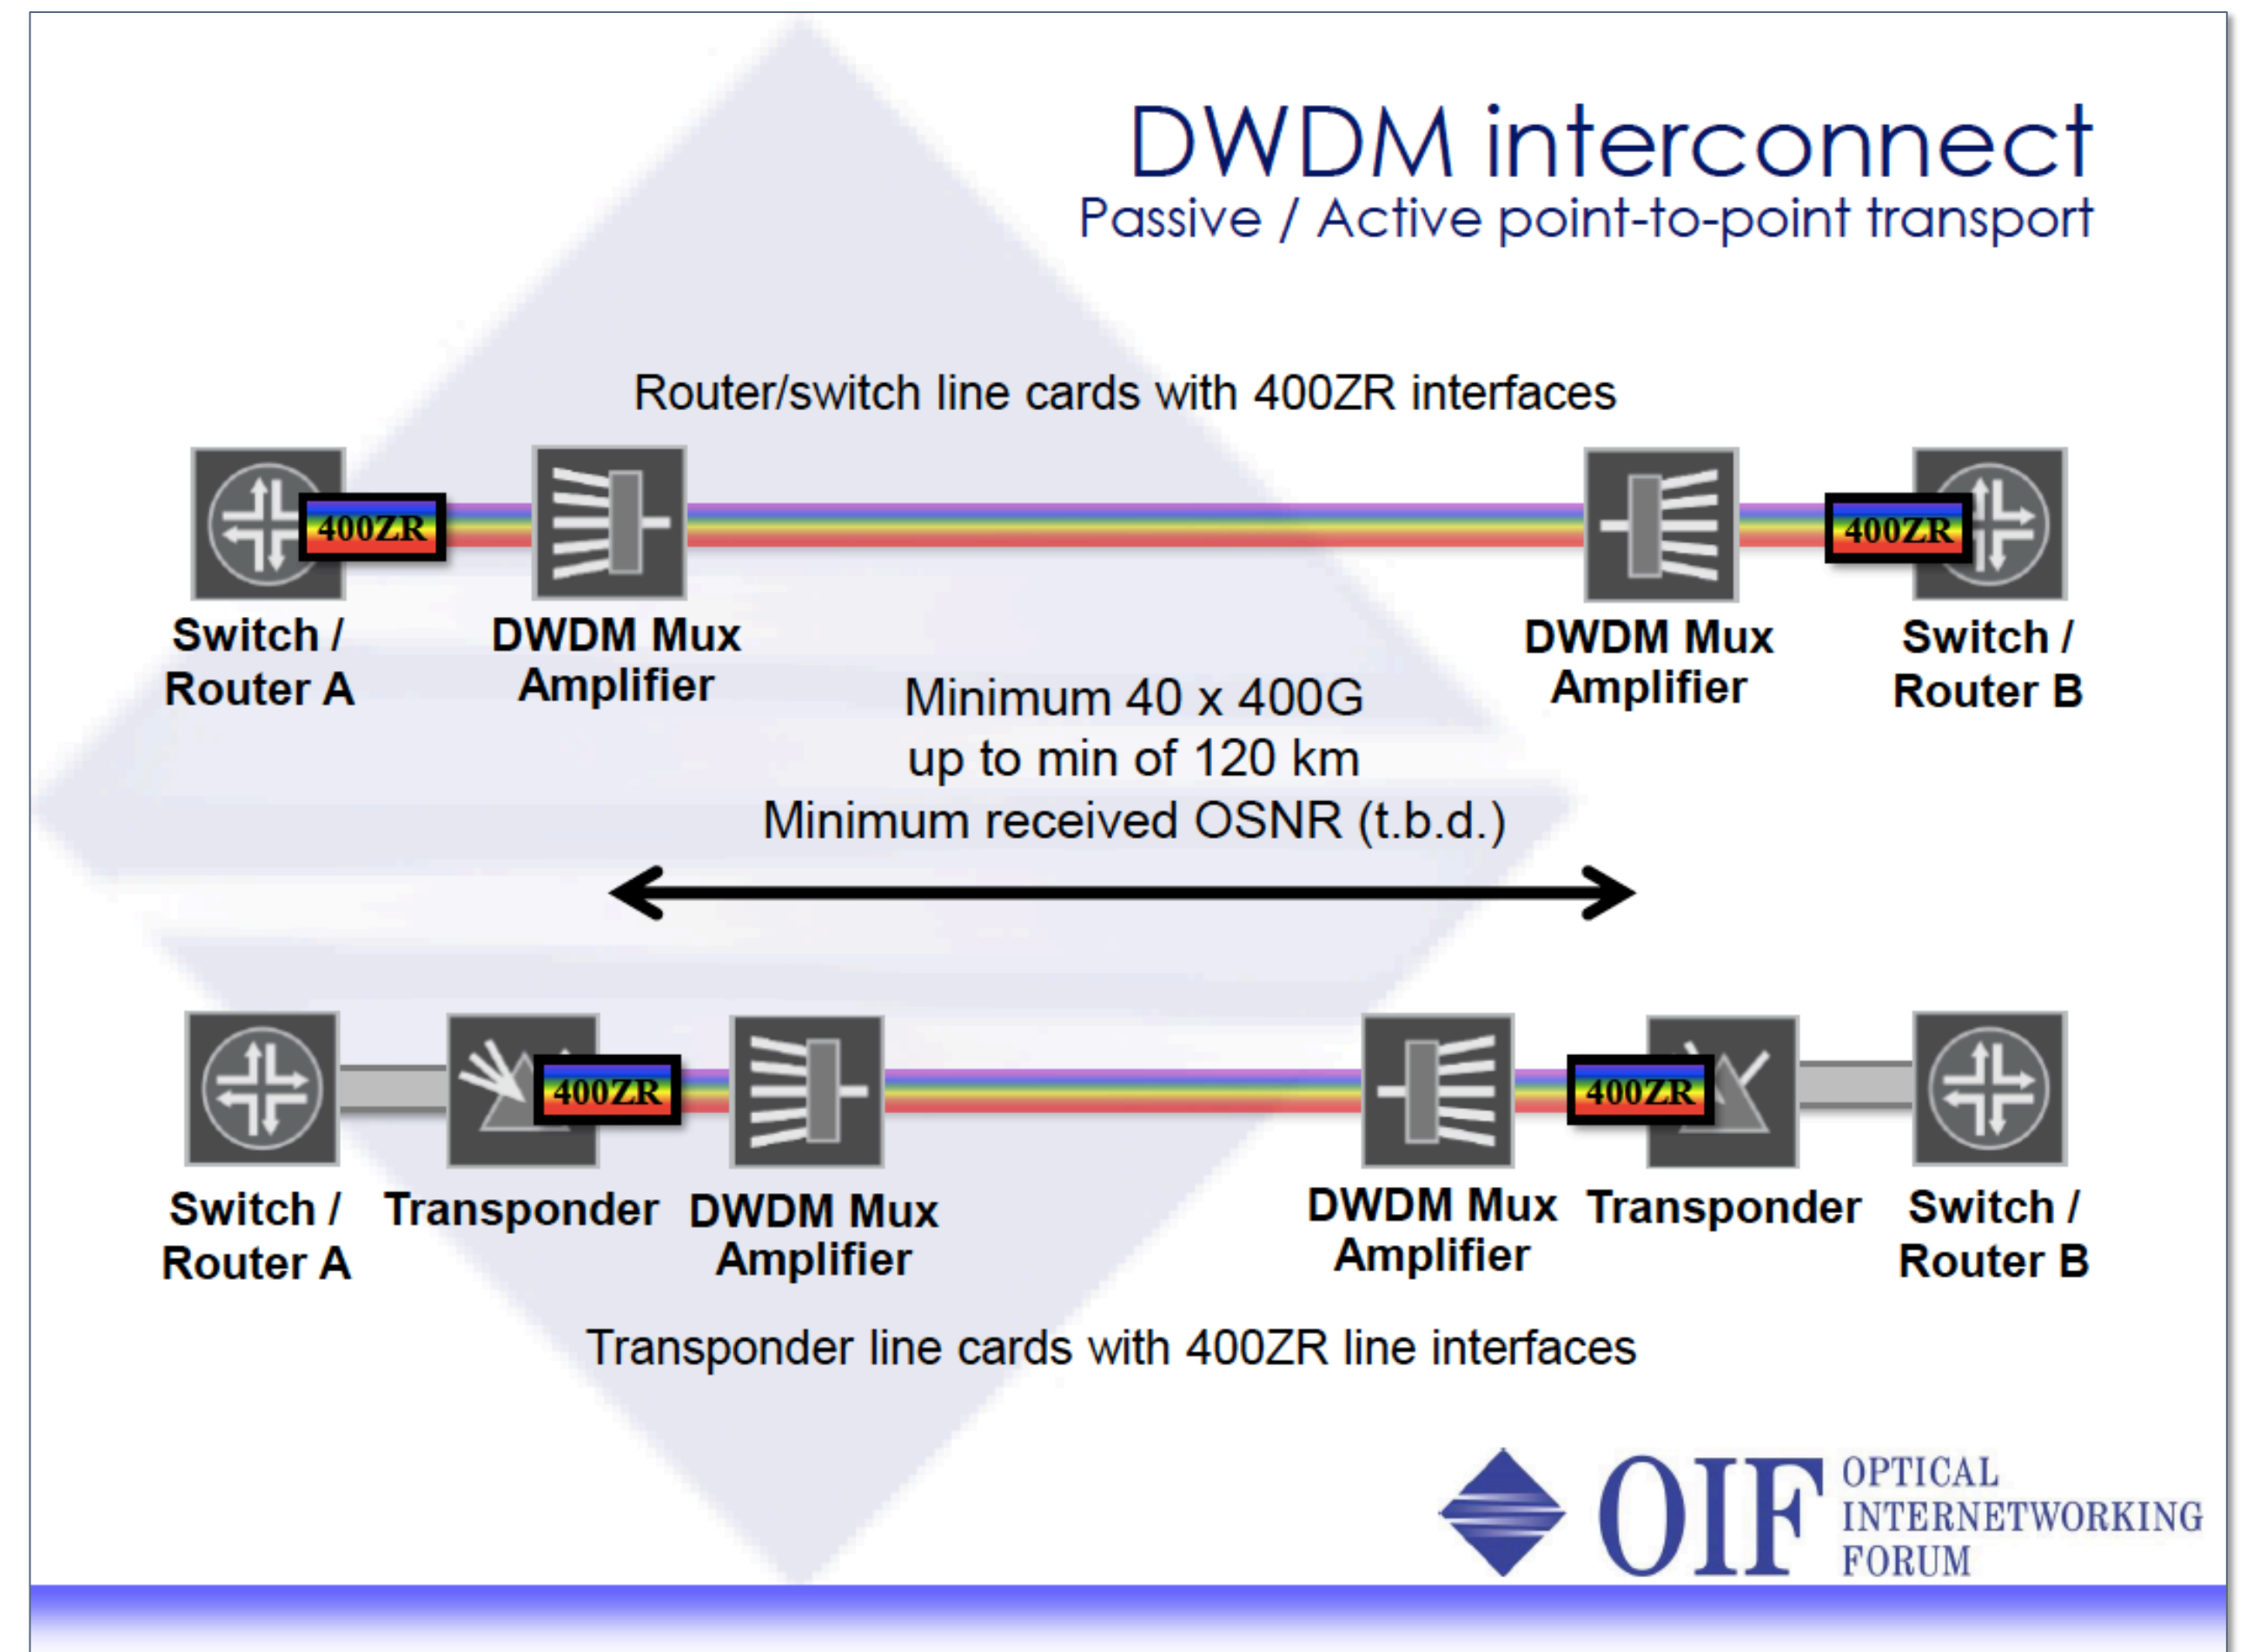 DWDM interconnect
Passive / Active point-to-point transport
Router/switch line cards with 400ZR interfaces
400ZR
400ZR
Switch /
Router A
DWDM Mux
Amplifier
DWDM Mux
Amplifier
Switch /
Router B
Minimum 40 x 400G
up to min of 120 km
Minimum received OSNR (t.b.d.)
400ZR
400ZR
Switch /
Router A
Transponder
DWDM Mux
Amplifier
DWDM Mux
Amplifier
Transponder
Switch /
Router B
Transponder line cards with 400ZR line interfaces
OIF
OPTICAL
INTERNETWORKING
FORUM